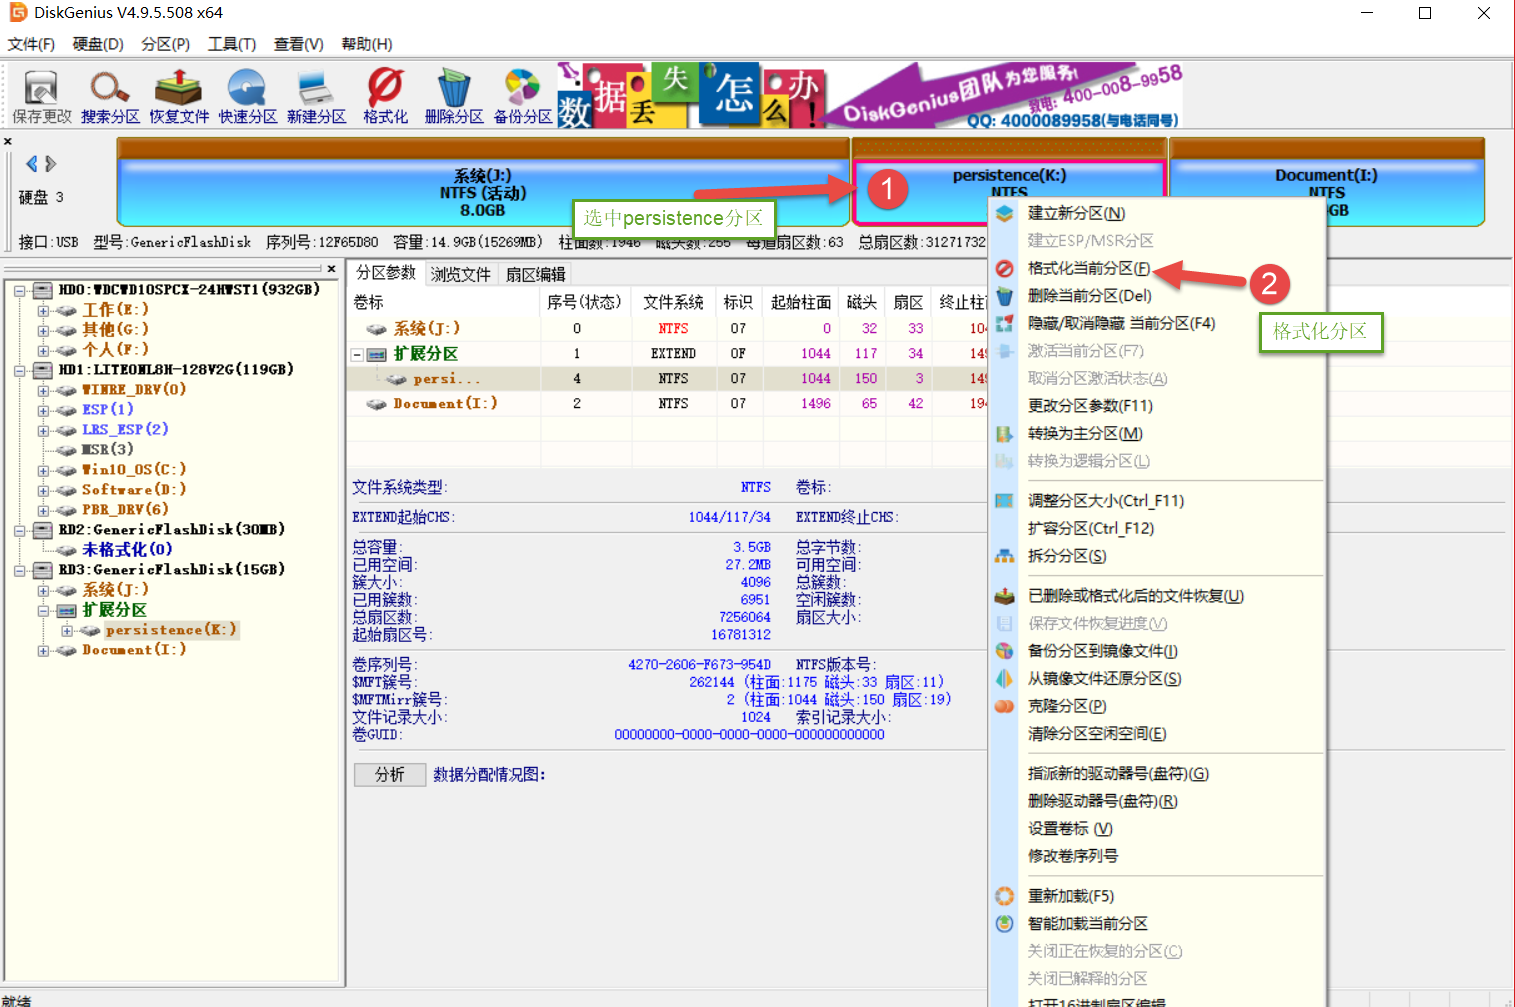 DiskGenius V4.9.5.508 x64
文件(F) 硬盘(D) 分区(P) 工具(T) 查看(V) 帮助(H)
保存更改 搜索分区 恢复文件 快速分区 新建分区 格式化 删除分区 备份分区
数据丢失怎么办!
DiskGenius团队为您服务!
致电: 400-008-9958
QQ: 4000089958(与电话同号)
硬盘 3
系统(J:)
NTFS (活动)
8.0GB
persistence(K:)
NTFS
Document(I:)
NTFS
GB
1
选中persistence分区
接口:USB 型号:GenericFlashDisk 序列号:12F65D80 容量:14.9GB(15269MB) 柱面数:1946 磁头数:255 每道扇区数:63 总扇区数:31271732
HD0:WDCWD10SPCX-24HWST1(932GB)
工作(E:)
其他(G:)
个人(F:)
HD1:LITEONL8H-128V2G(119GB)
WINRE_DRV(0)
ESP(1)
LRS_ESP(2)
MSR(3)
Win10_OS(C:)
Software(D:)
PBR_DRV(6)
RD2:GenericFlashDisk(30MB)
未格式化(0)
RD3:GenericFlashDisk(15GB)
系统(J:)
扩展分区
persistence(K:)
Document(I:)
分区参数 浏览文件 扇区编辑
卷标 序号(状态) 文件系统 标识 起始柱面 磁头 扇区 终止柱面
系统(J:) 0 NTFS 07 0 32 33 104
扩展分区 1 EXTEND 0F 1044 117 34 149
persi... 4 NTFS 07 1044 150 3 149
Document(I:) 2 NTFS 07 1496 65 42 194
文件系统类型: NTFS 卷标:
EXTEND起始CHS: 1044/117/34 EXTEND终止CHS:
总容量: 3.5GB 总字节数:
已用空间: 27.2MB 可用空间:
簇大小: 4096 总簇数:
已用簇数: 6951 空闲簇数:
总扇区数: 7256064 扇区大小:
起始扇区号: 16781312
卷序列号: 4270-2606-F673-954D NTFS版本号:
$MFT簇号: 262144 (柱面:1175 磁头:33 扇区:11)
$MFTMirr簇号: 2 (柱面:1044 磁头:150 扇区:19)
文件记录大小: 1024 索引记录大小:
卷GUID: 00000000-0000-0000-0000-000000000000
分析 数据分配情况图:
建立新分区(N)
建立ESP/MSR分区
格式化当前分区(F)
删除当前分区(Del)
隐藏/取消隐藏 当前分区(F4)
激活当前分区(F7)
取消分区激活状态(A)
更改分区参数(F11)
转换为主分区(M)
转换为逻辑分区(L)
调整分区大小(Ctrl_F11)
扩容分区(Ctrl_F12)
拆分分区(S)
已删除或格式化后的文件恢复(U)
保存文件恢复进度(V)
备份分区到镜像文件(I)
从镜像文件还原分区(S)
克隆分区(P)
清除分区空闲空间(E)
指派新的驱动器号(盘符)(G)
删除驱动器号(盘符)(R)
设置卷标 (V)
修改卷序列号
重新加载(F5)
智能加载当前分区
关闭正在恢复的分区(C)
关闭已解释的分区
打开16进制扇区编辑
2
格式化分区
就绪